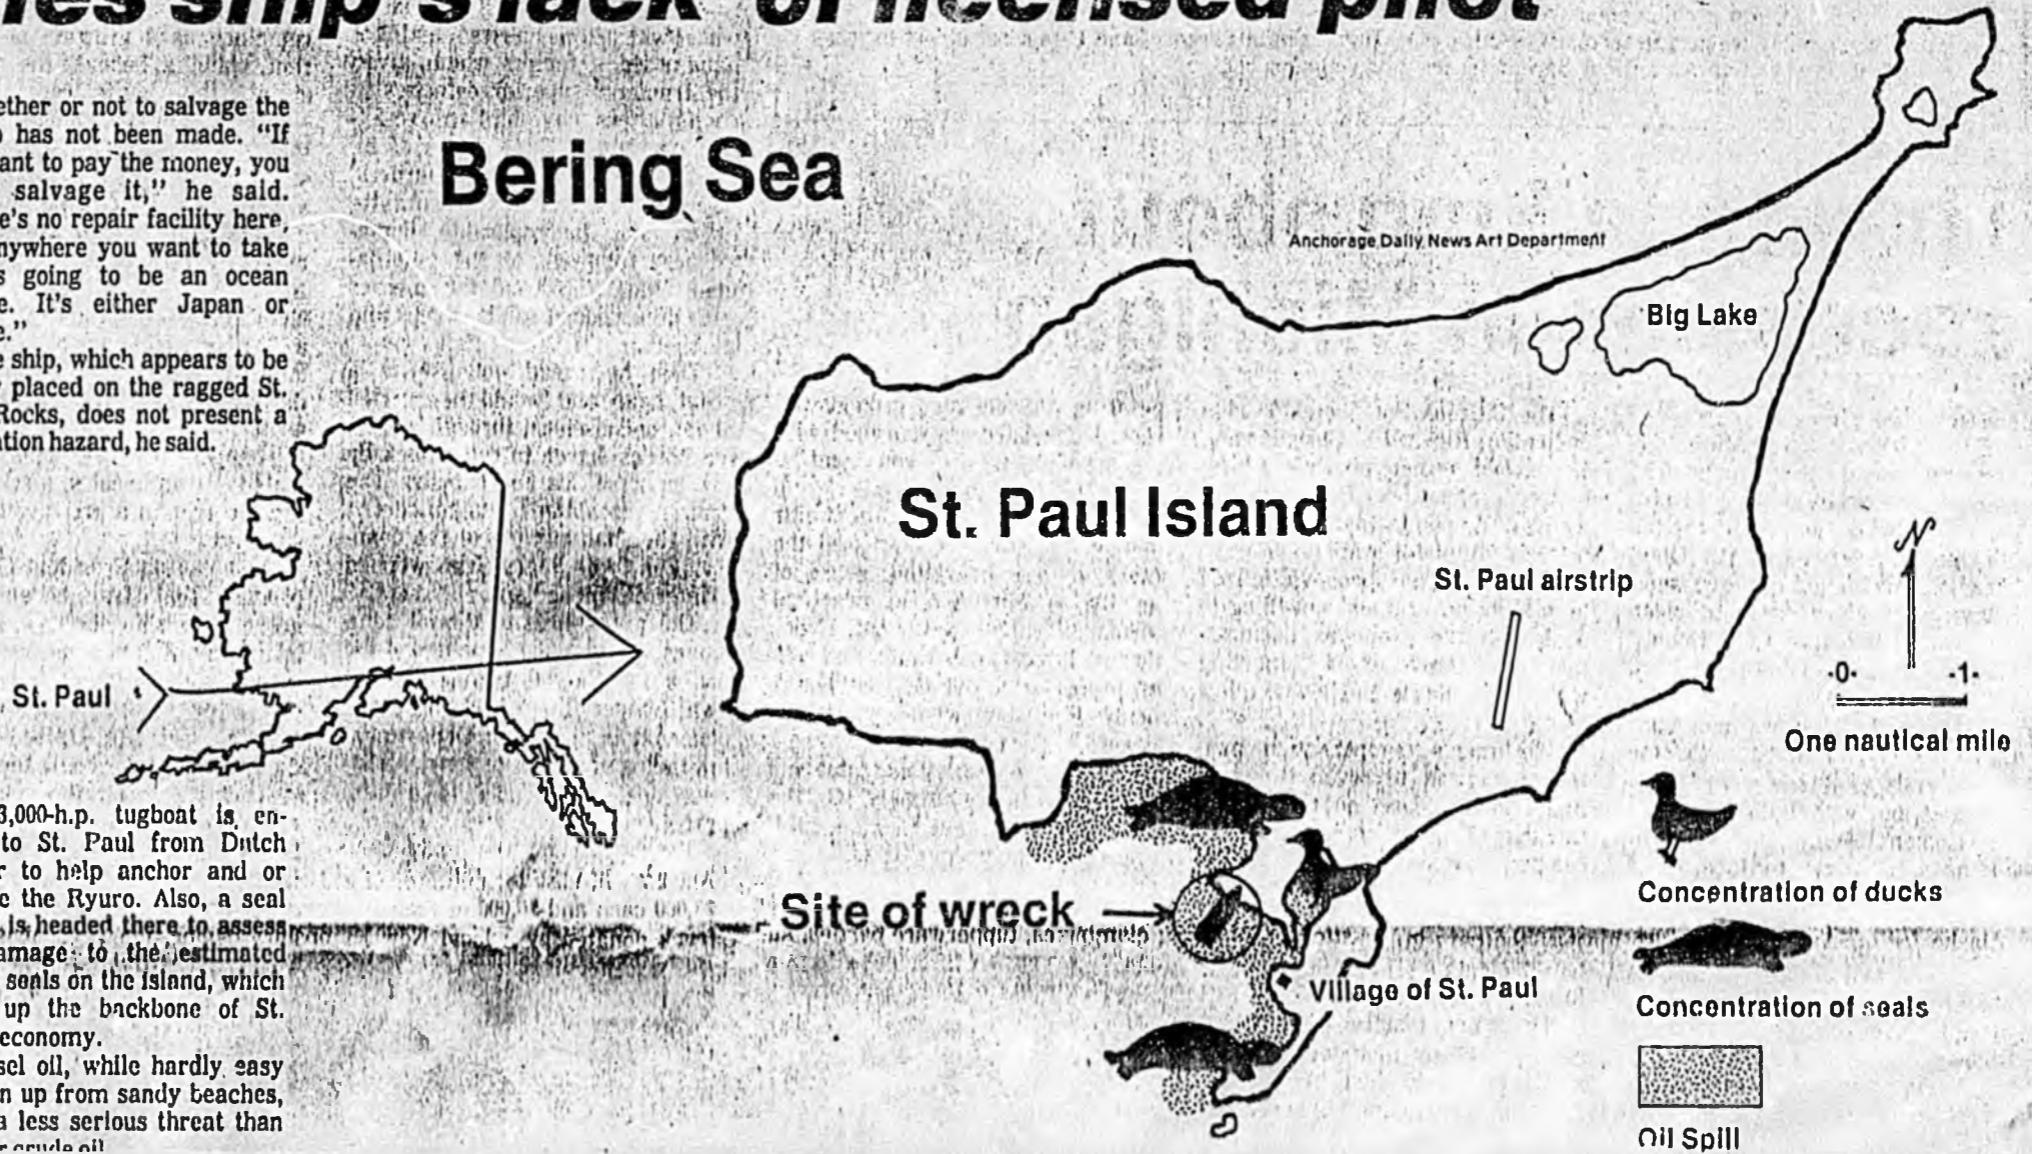 ship's lack of licensed pilot
ether or not to salvage the
has not been made. "If
ant to pay the money, you
salvage it," he said.
e's no repair facility here,
nywhere you want to take
s going to be an ocean
e. It's either Japan or
e."
e ship, which appears to be
placed on the ragged St.
Rocks, does not present a
tion hazard, he said.
3,000-h.p. tugboat is en-
to St. Paul from Dutch
r to help anchor and or
e the Ryuro. Also, a seal
is headed there to assess
amage to the estimated
seals on the island, which
up the backbone of St.
economy.
sel oil, while hardly easy
n up from sandy beaches,
a less serious threat than
r crude oil
Bering Sea
Anchorage Daily News Art Department
Big Lake
St. Paul Island
St. Paul airstrip
N
-0- -1-
One nautical mile
St. Paul
Site of wreck
Village of St. Paul
Concentration of ducks
Concentration of seals
Oil Spill